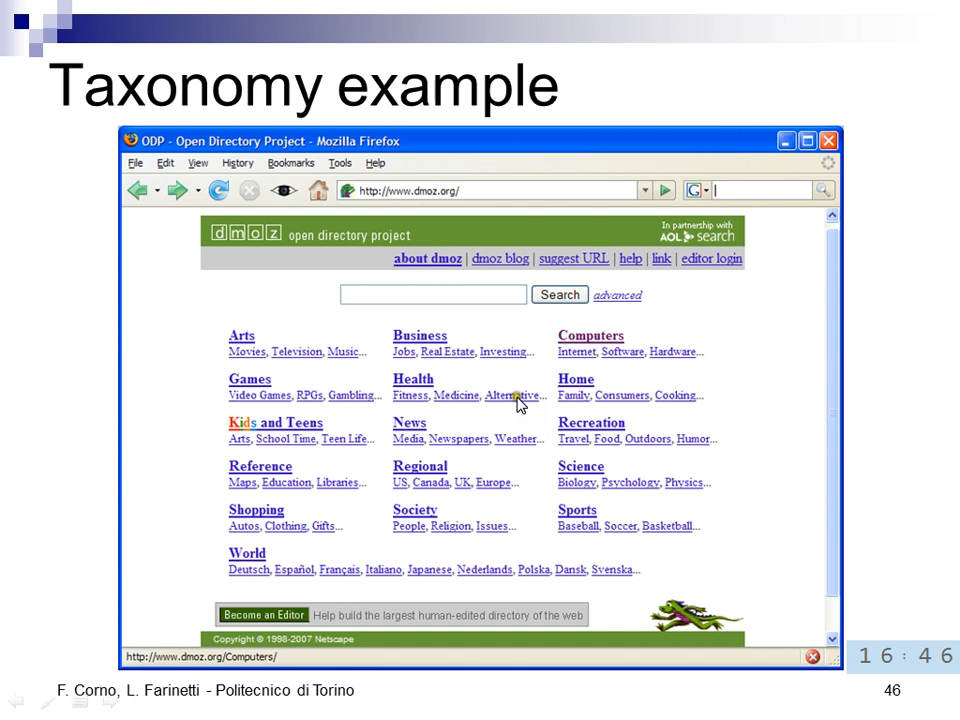 Taxonomy example
ODP - Open Directory Project - Mozilla Firefox
File Edit View History Bookmarks Tools Help
http://www.dmoz.org/ G
dmoz open directory project In partnership with
AOL search
about dmoz | dmoz blog | suggest URL | help | link | editor login
Search advanced
Arts Business Computers
Movies, Television, Music... Jobs, Real Estate, Investing... Internet, Software, Hardware...
Games Health Home
Video Games, RPGs, Gambling... Fitness, Medicine, Alternative... Family, Consumers, Cooking...
Kids and Teens News Recreation
Arts, School Time, Teen Life... Media, Newspapers, Weather... Travel, Food, Outdoors, Humor...
Reference Regional Science
Maps, Education, Libraries... US, Canada, UK, Europe... Biology, Psychology, Physics...
Shopping Society Sports
Autos, Clothing, Gifts... People, Religion, Issues... Baseball, Soccer, Basketball...
World
Deutsch, Español, Français, Italiano, Japanese, Nederlands, Polska, Dansk, Svenska...
Become an Editor Help build the largest human-edited directory of the web
Copyright © 1998-2007 Netscape
http://www.dmoz.org/Computers/
16:46
F. Corno, L. Farinetti - Politecnico di Torino 46